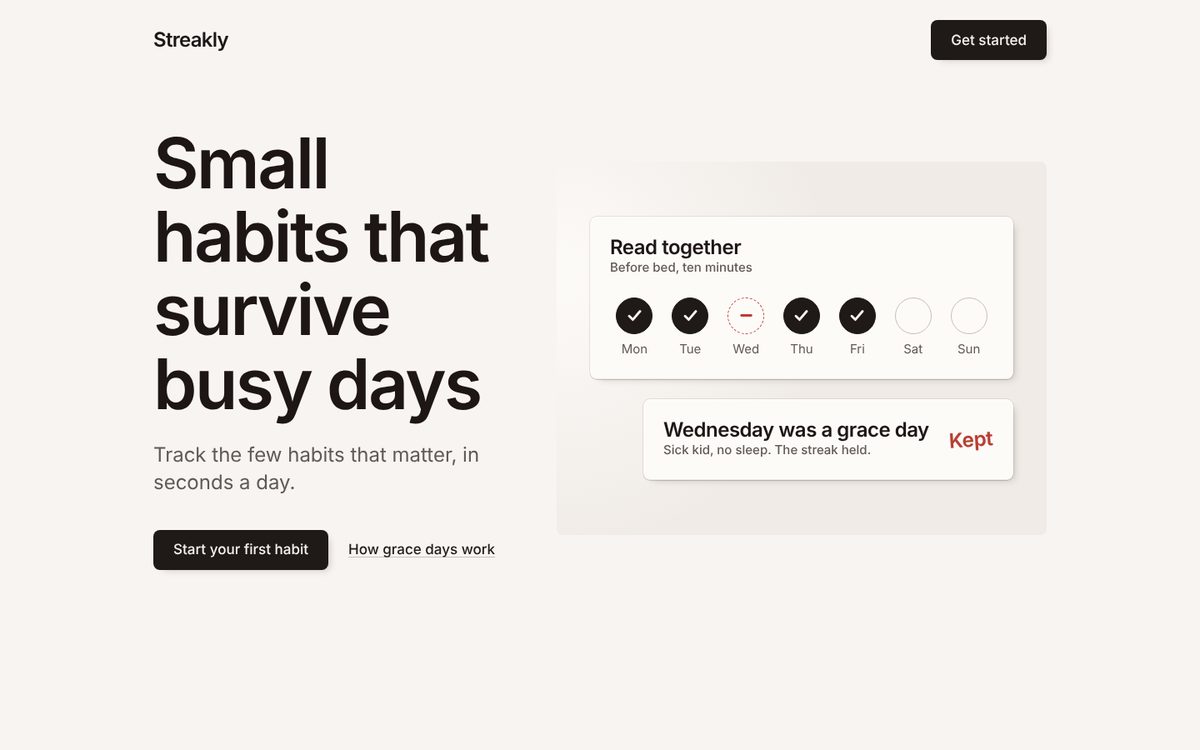 Streakly
Get started
Small
habits that
survive
busy days
Track the few habits that matter, in
seconds a day.
Start your first habit
How grace days work
Read together
Before bed, ten minutes
Mon Tue Wed Thu Fri Sat Sun
Wednesday was a grace day
Sick kid, no sleep. The streak held.
Kept